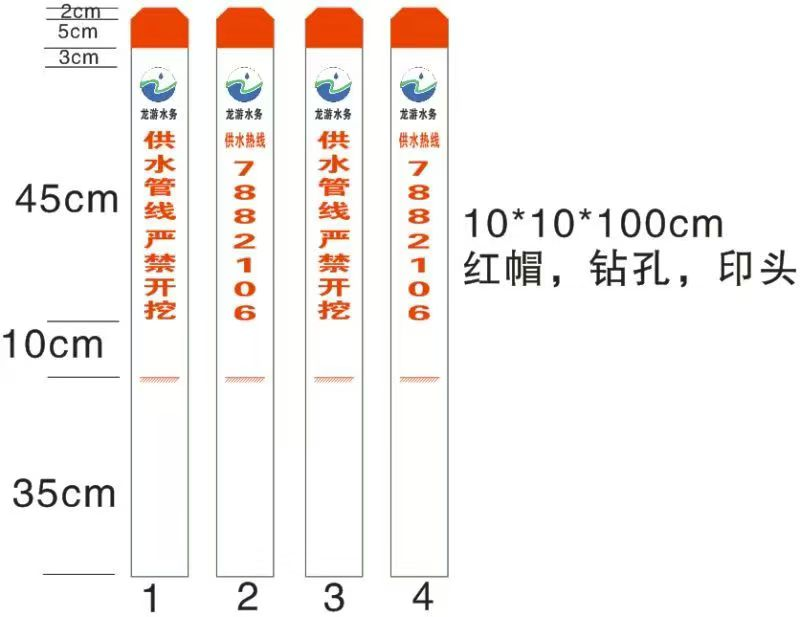 2cm
5cm
3cm
45cm
10cm
35cm
龙游水务
供水管线严禁开挖
1
龙游水务
供水热线
7882106
2
龙游水务
供水管线严禁开挖
3
龙游水务
供水热线
7882106
4
10*10*100cm
红帽，钻孔，印头